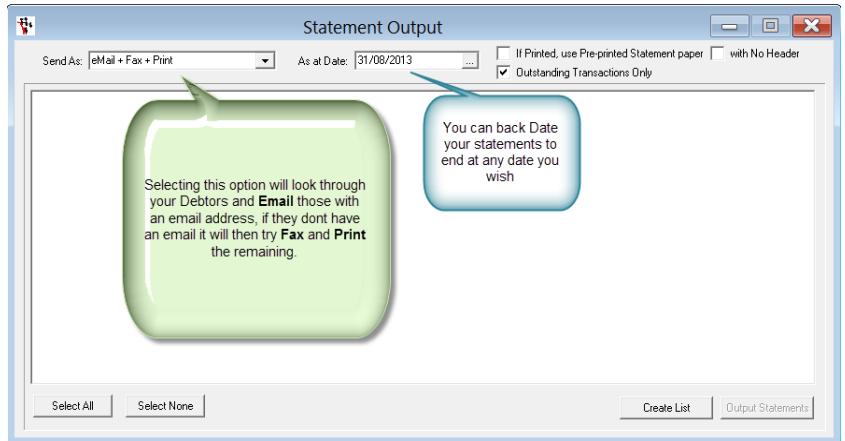 Statement Output
Send As: eMail + Fax + Print
As at Date: 31/08/2013 ...
If Printed, use Pre-printed Statement paper
with No Header
Outstanding Transactions Only
You can back Date
your statements to
end at any date you
wish
Selecting this option will look through
your Debtors and Email those with
an email address, if they dont have
an email it will then try Fax and Print
the remaining.
Select All
Select None
Create List
Output Statements